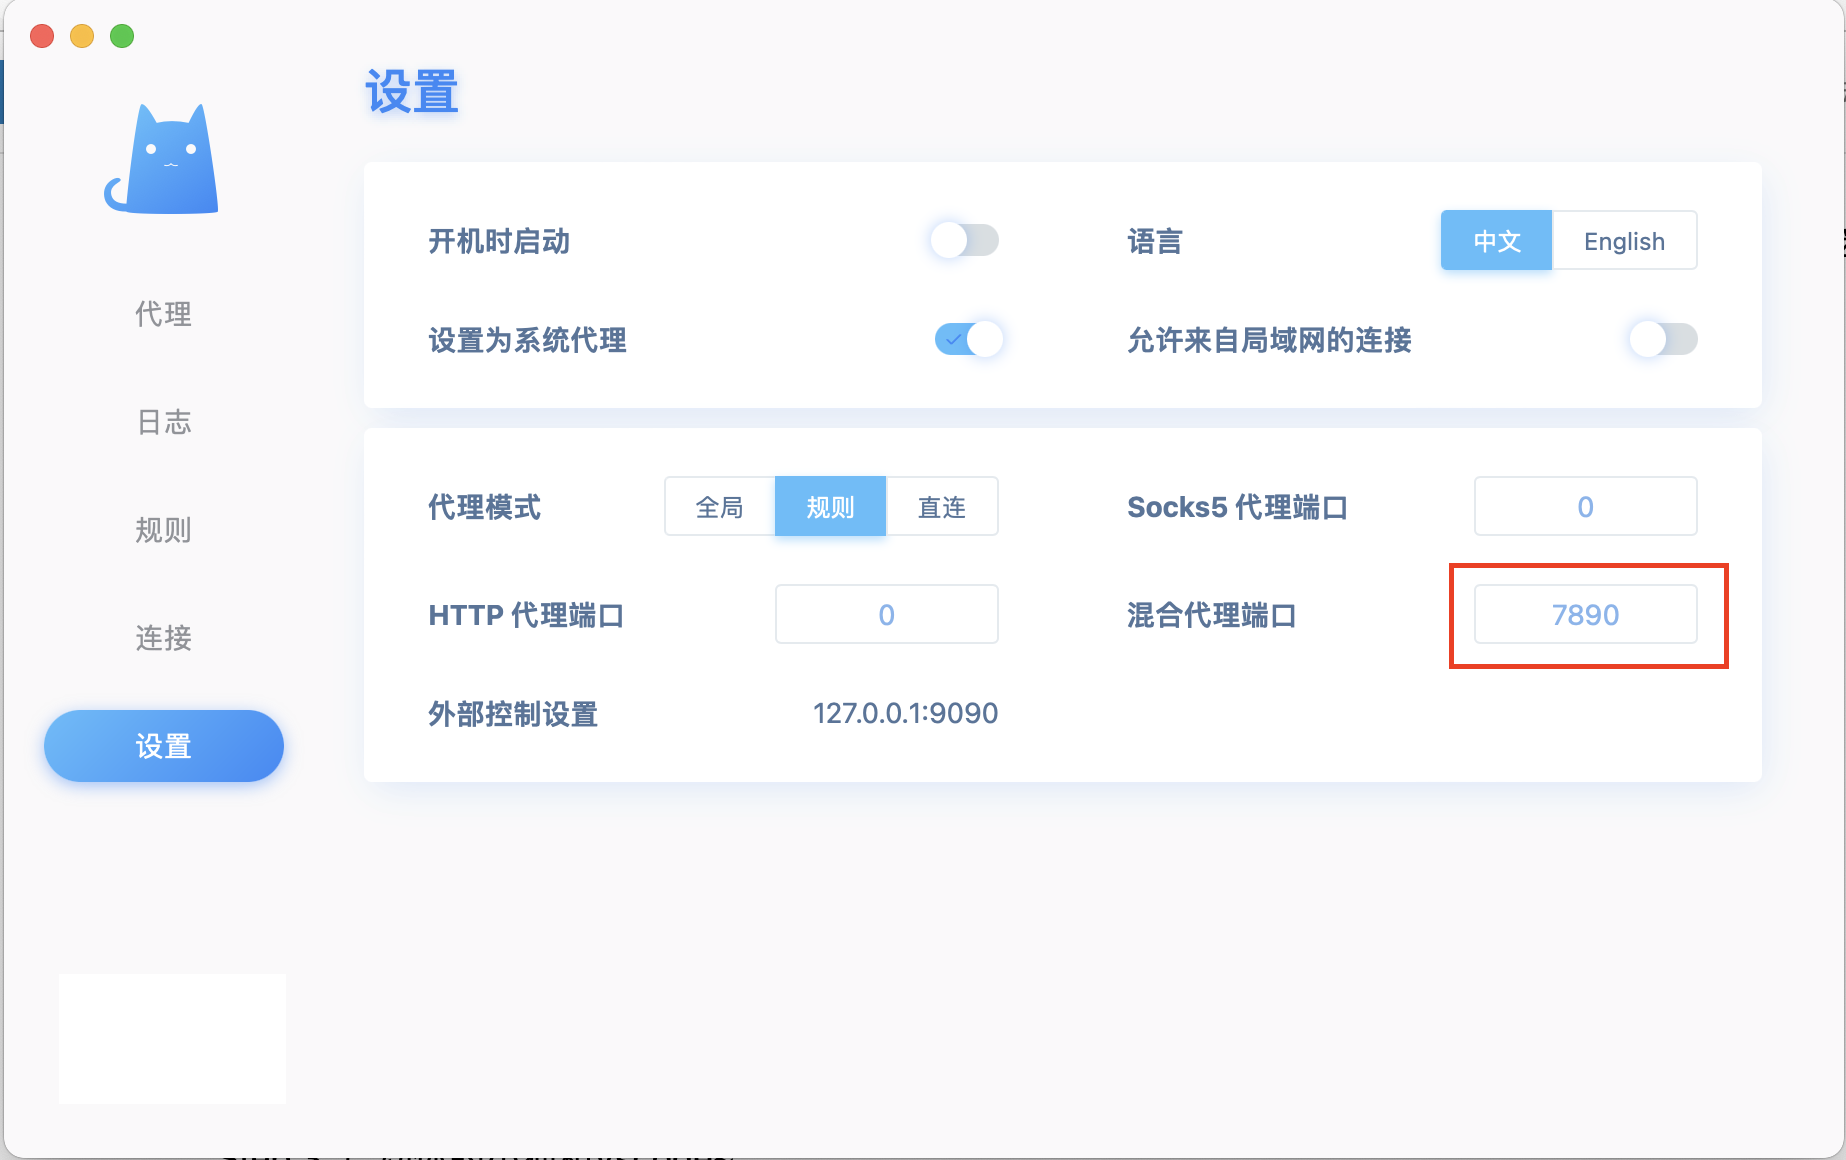 设置
代理
日志
规则
连接
设置
开机时启动
语言 中文 English
设置为系统代理
允许来自局域网的连接
代理模式 全局 规则 直连
Socks5 代理端口 0
HTTP 代理端口 0
混合代理端口 7890
外部控制设置 127.0.0.1:9090